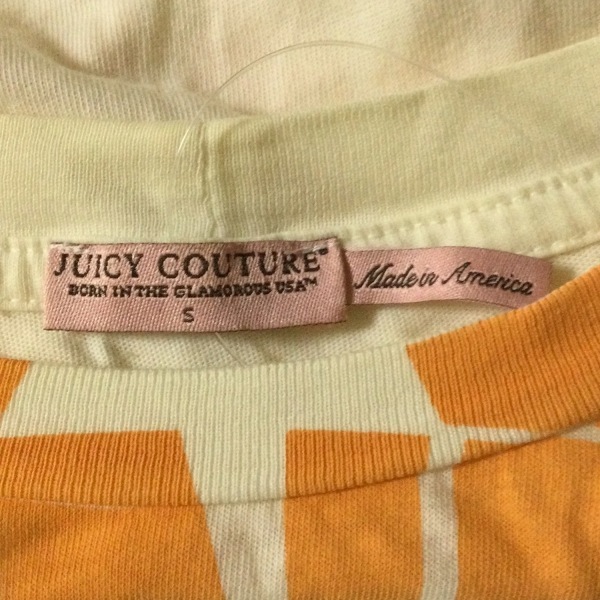 JUICY COUTURE®
BORN IN THE GLAMOROUS USA™
S
Made in America